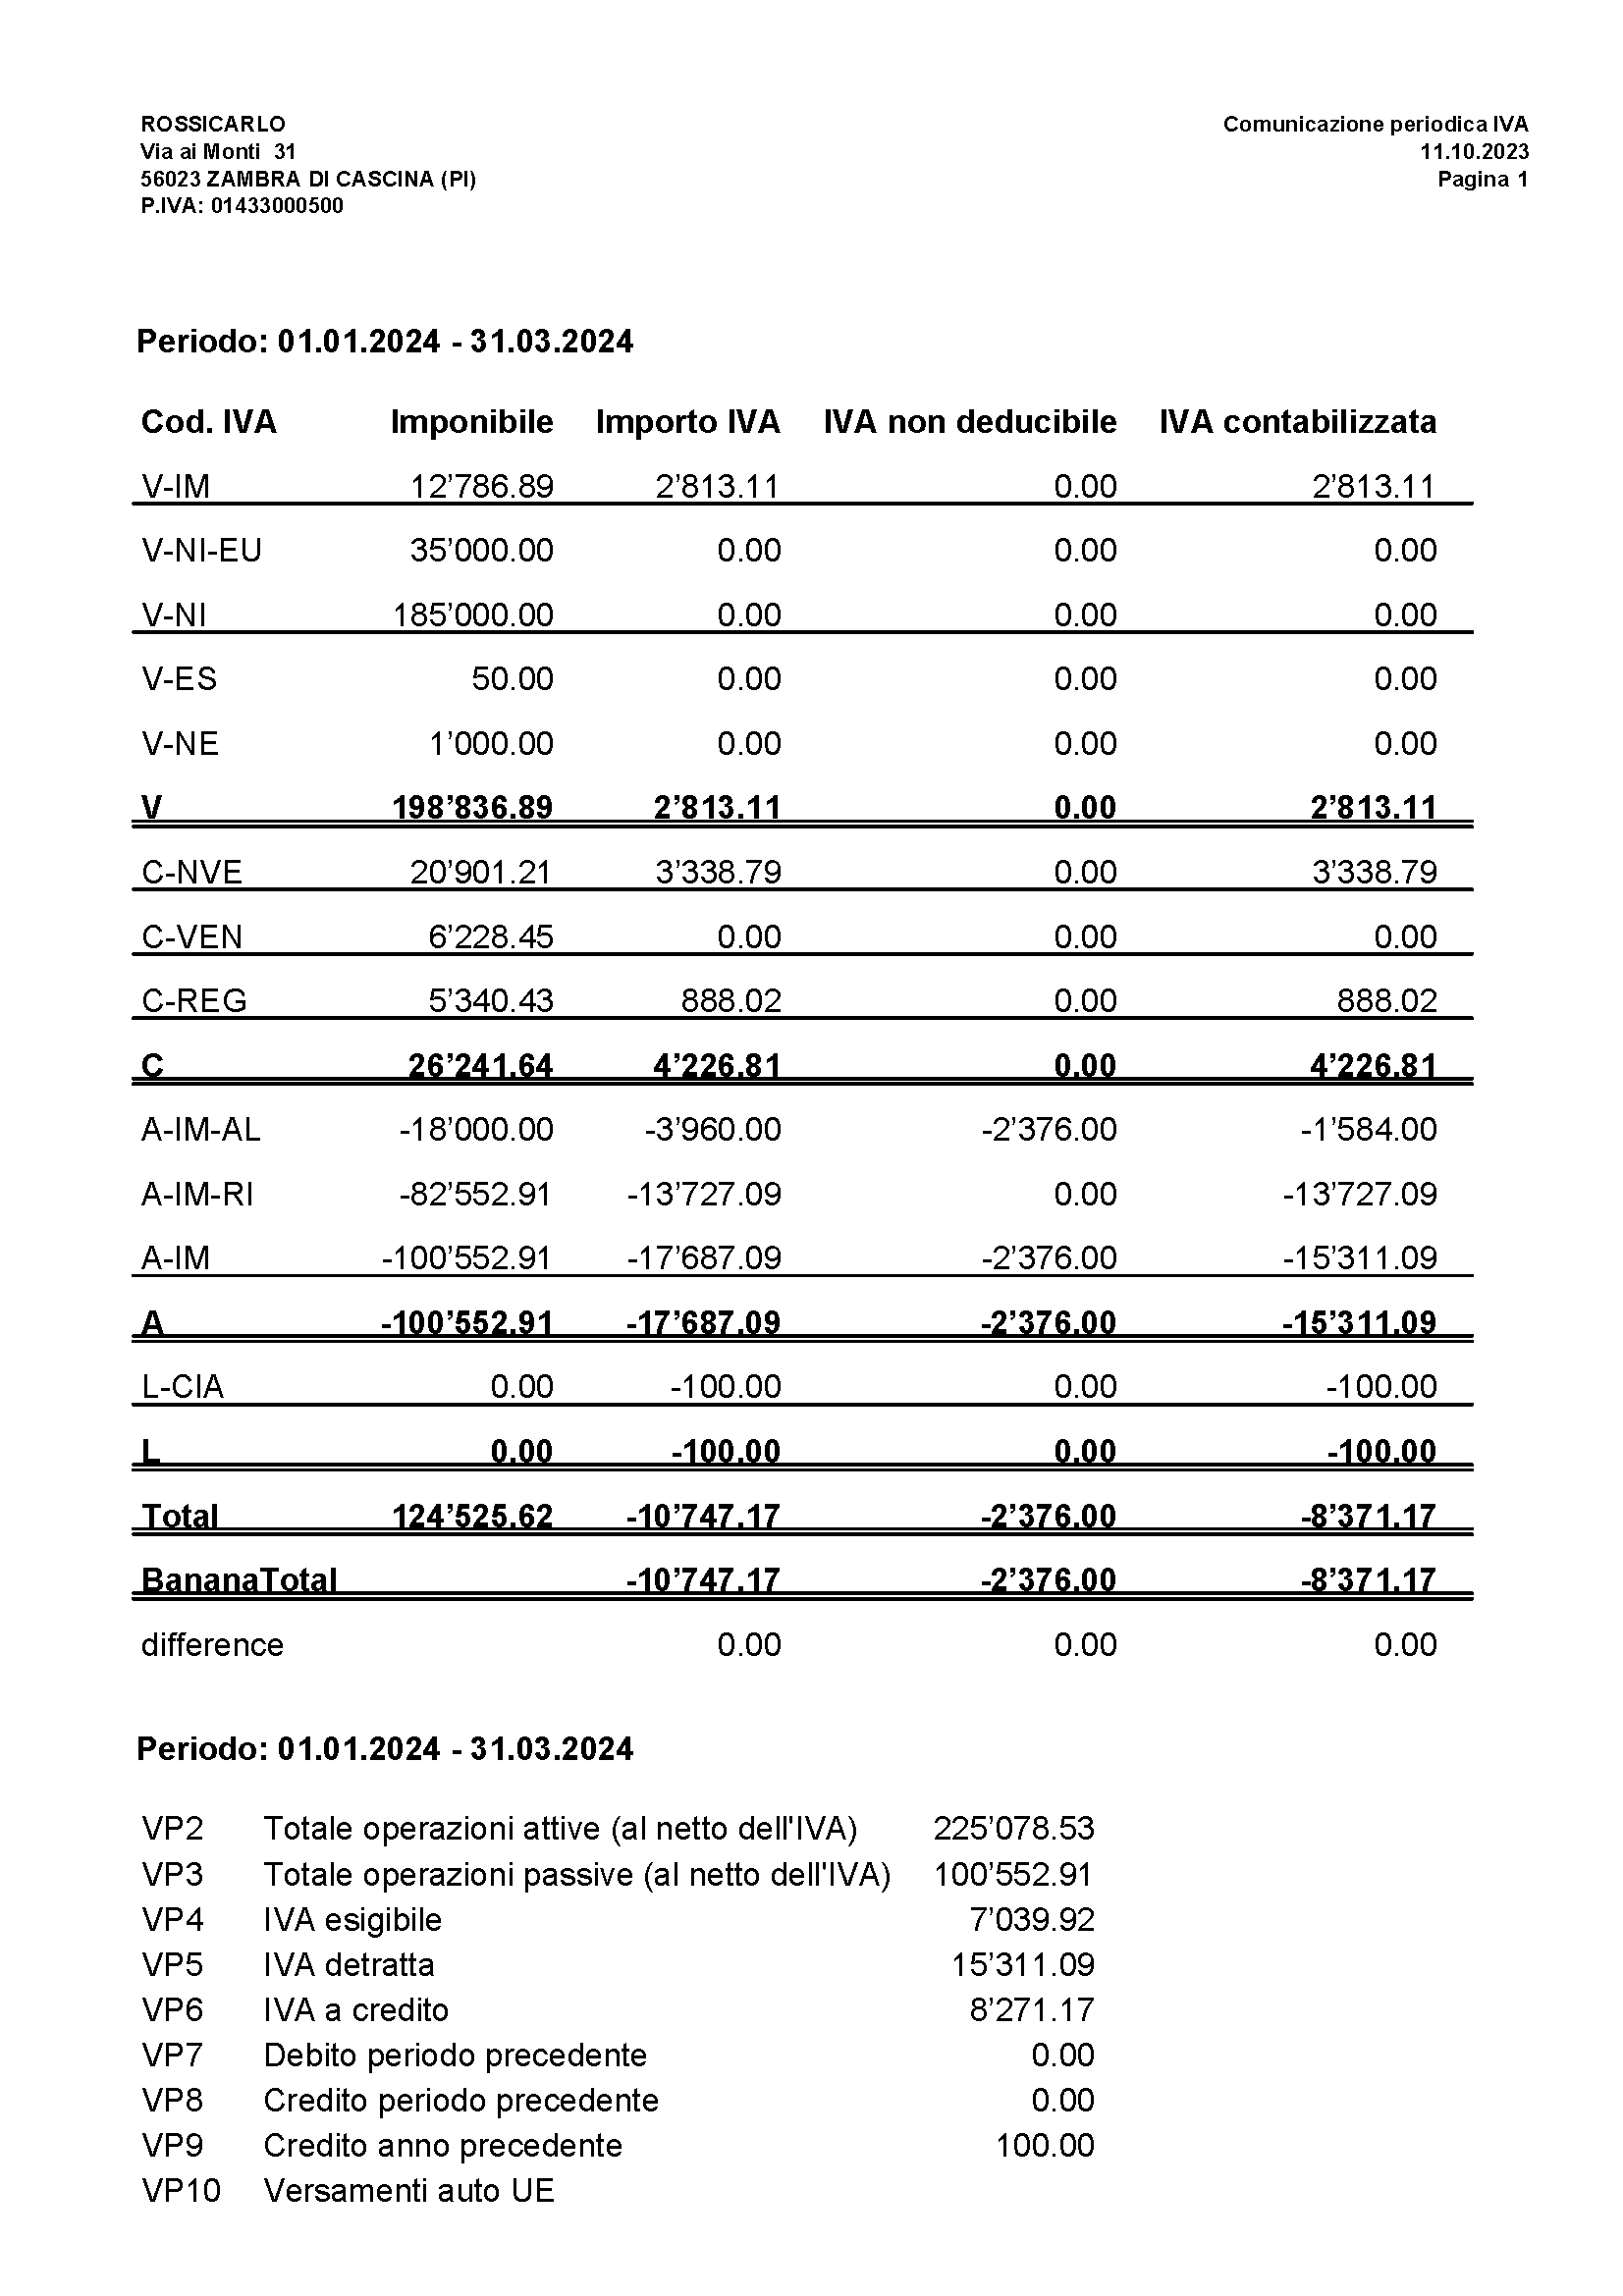 ROSSICARLO
Via ai Monti 31
56023 ZAMBRA DI CASCINA (PI)
P.IVA: 01433000500
Comunicazione periodica IVA
11.10.2023
Pagina 1
Periodo: 01.01.2024 - 31.03.2024
Cod. IVA Imponibile Importo IVA IVA non deducibile IVA contabilizzata
V-IM 12’786.89 2’813.11 0.00 2’813.11
V-NI-EU 35’000.00 0.00 0.00 0.00
V-NI 185’000.00 0.00 0.00 0.00
V-ES 50.00 0.00 0.00 0.00
V-NE 1’000.00 0.00 0.00 0.00
V 198’836.89 2’813.11 0.00 2’813.11
C-NVE 20’901.21 3’338.79 0.00 3’338.79
C-VEN 6’228.45 0.00 0.00 0.00
C-REG 5’340.43 888.02 0.00 888.02
C 26’241.64 4’226.81 0.00 4’226.81
A-IM-AL -18’000.00 -3’960.00 -2’376.00 -1’584.00
A-IM-RI -82’552.91 -13’727.09 0.00 -13’727.09
A-IM -100’552.91 -17’687.09 -2’376.00 -15’311.09
A -100’552.91 -17’687.09 -2’376.00 -15’311.09
L-CIA 0.00 -100.00 0.00 -100.00
L 0.00 -100.00 0.00 -100.00
Total 124’525.62 -10’747.17 -2’376.00 -8’371.17
BananaTotal -10’747.17 -2’376.00 -8’371.17
difference 0.00 0.00 0.00
Periodo: 01.01.2024 - 31.03.2024
VP2 Totale operazioni attive (al netto dell'IVA) 225’078.53
VP3 Totale operazioni passive (al netto dell'IVA) 100’552.91
VP4 IVA esigibile 7’039.92
VP5 IVA detratta 15’311.09
VP6 IVA a credito 8’271.17
VP7 Debito periodo precedente 0.00
VP8 Credito periodo precedente 0.00
VP9 Credito anno precedente 100.00
VP10 Versamenti auto UE